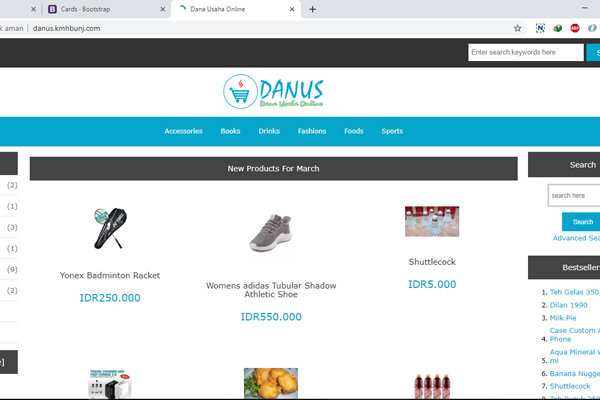 Cards · Bootstrap
Dana Usaha Online
k aman
danus.kmhbunj.com
Enter search keywords here
S
DANUS
Dana Usaha Online
Accessories
Books
Drinks
Fashions
Foods
Sports
(2)
(1)
(3)
(1)
(9)
(2)
]
New Products For March
Yonex Badminton Racket
IDR250.000
Womens adidas Tubular Shadow
Athletic Shoe
IDR550.000
Shuttlecock
IDR5.000
Search
search here
Search
Advanced Sea
Bestseller
1. Teh Gelas 350
2. Dilan 1990
3. Milk Pie
Case Custom A
4. Phone
Aqua Mineral W
5. ml
6. Banana Nugge
7. Shuttlecock